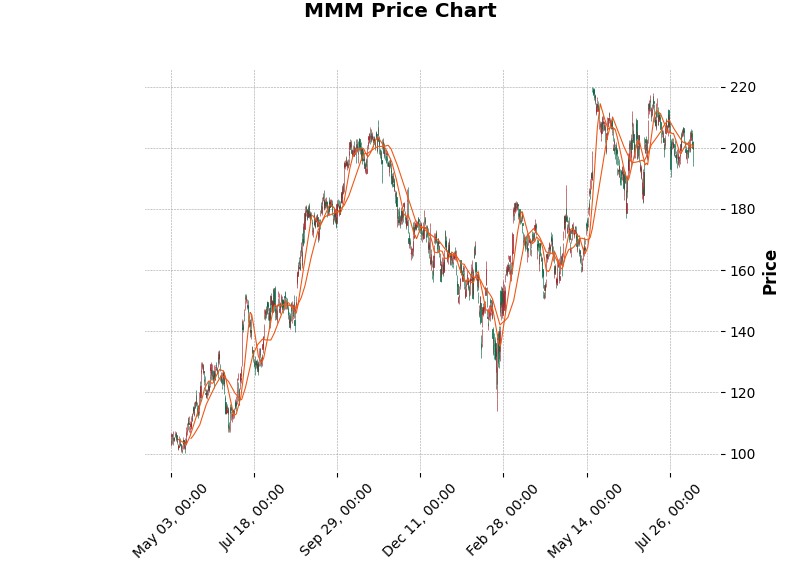 MMM Price Chart
220
200
180
160
140
120
100
Price
May 03, 00:00
Jul 18, 00:00
Sep 29, 00:00
Dec 11, 00:00
Feb 28, 00:00
May 14, 00:00
Jul 26, 00:00